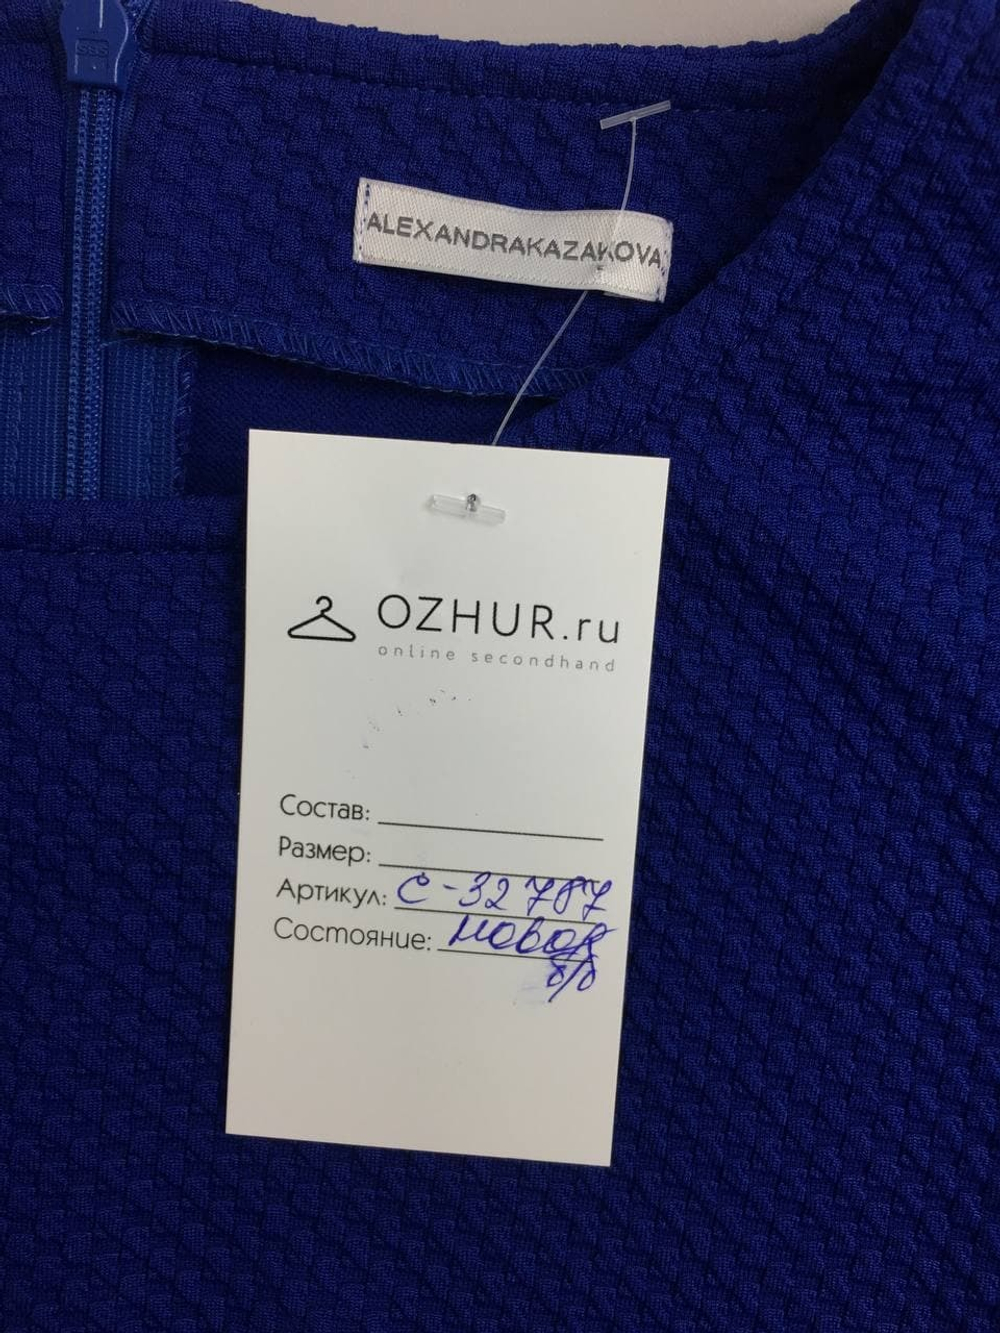 ALEXANDRAKAZAKOVA
OZHUR.ru
online secondhand
Состав:
Размер:
Артикул: С-32787
Состояние: новое
б/б